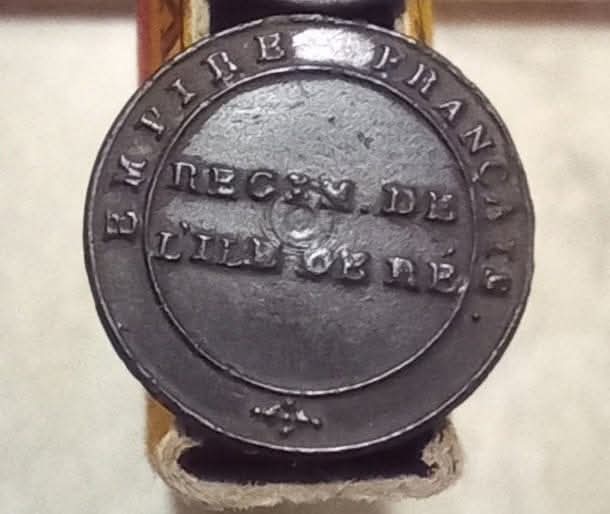 EMPIRE FRANÇAIS.
REGIM. DE
L'ILE DE RÉ